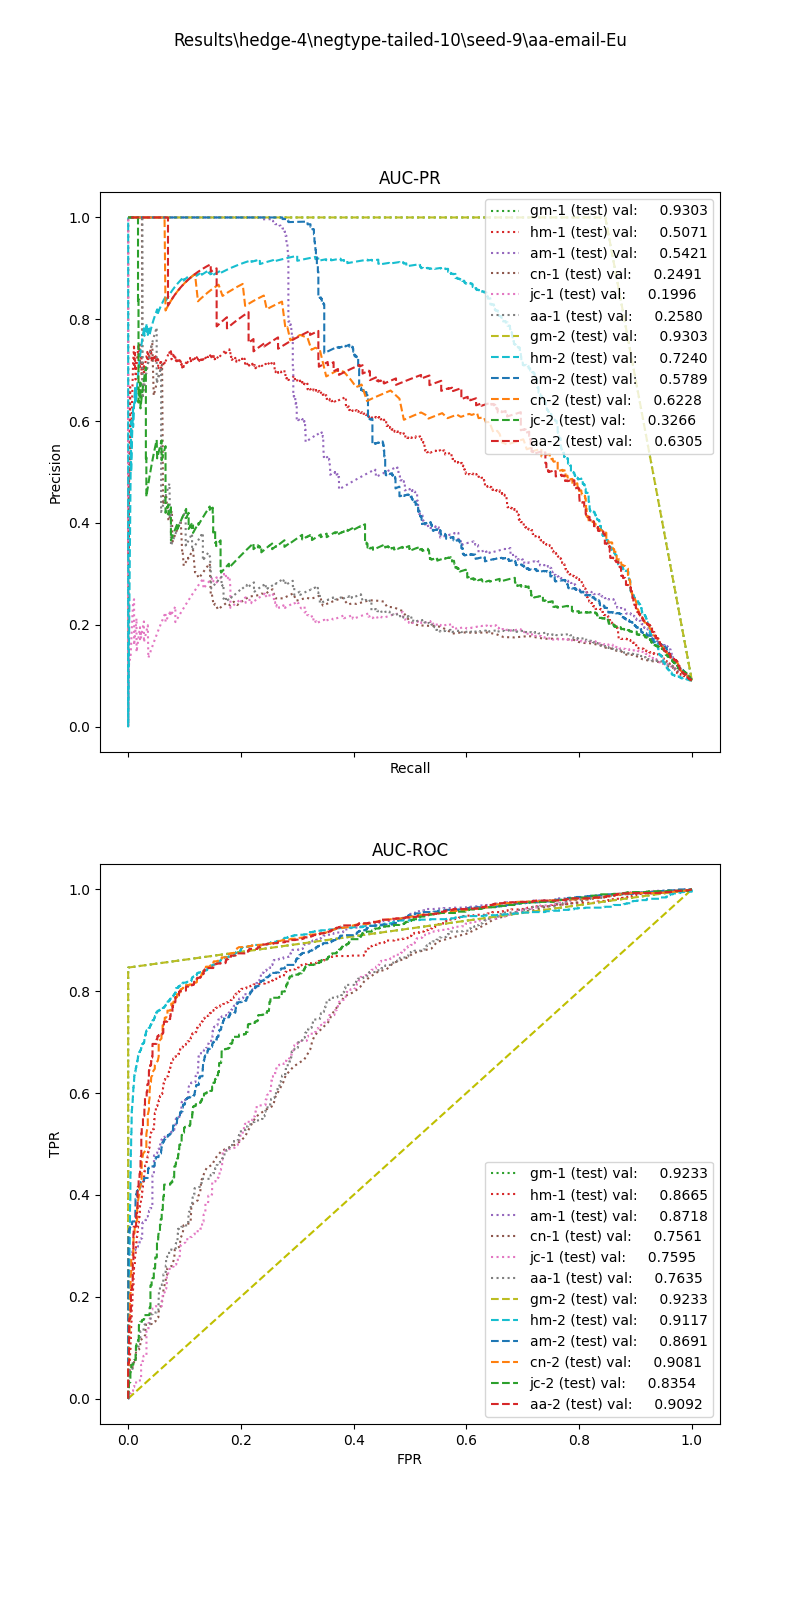 Results\hedge-4\negtype-tailed-10\seed-9\aa-email-Eu
AUC-PR
1.0
0.8
0.6
0.4
0.2
0.0
Precision
gm-1 (test) val: 0.9303
hm-1 (test) val: 0.5071
am-1 (test) val: 0.5421
cn-1 (test) val: 0.2491
jc-1 (test) val: 0.1996
aa-1 (test) val: 0.2580
gm-2 (test) val: 0.9303
hm-2 (test) val: 0.7240
am-2 (test) val: 0.5789
cn-2 (test) val: 0.6228
jc-2 (test) val: 0.3266
aa-2 (test) val: 0.6305
Recall
AUC-ROC
1.0
0.8
0.6
0.4
0.2
0.0
TPR
gm-1 (test) val: 0.9233
hm-1 (test) val: 0.8665
am-1 (test) val: 0.8718
cn-1 (test) val: 0.7561
jc-1 (test) val: 0.7595
aa-1 (test) val: 0.7635
gm-2 (test) val: 0.9233
hm-2 (test) val: 0.9117
am-2 (test) val: 0.8691
cn-2 (test) val: 0.9081
jc-2 (test) val: 0.8354
aa-2 (test) val: 0.9092
0.0 0.2 0.4 0.6 0.8 1.0
FPR